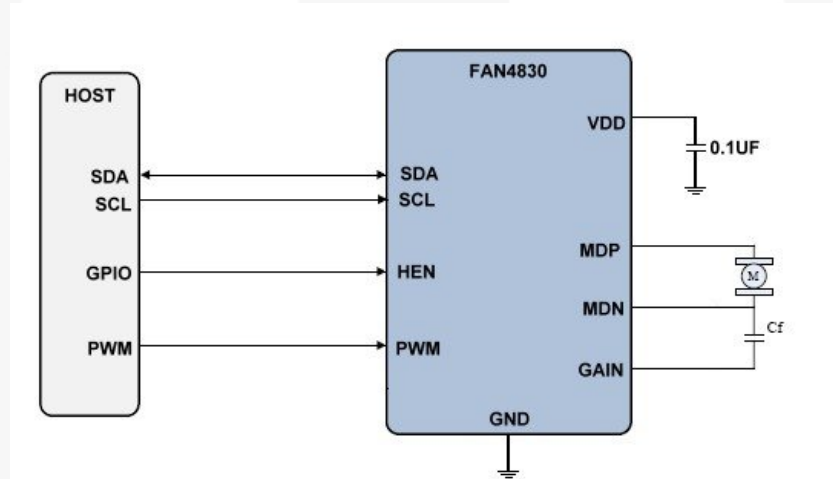 FAN4830
HOST
VDD
0.1UF
SDA
SDA
SCL
SCL
MDP
GPIO
HEN
M
MDN
Cf
PWM
PWM
GAIN
GND